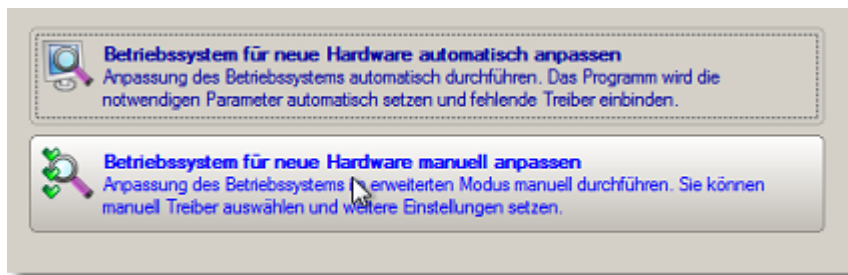 Betriebssystem für neue Hardware automatisch anpassen
Anpassung des Betriebssystems automatisch durchführen. Das Programm wird die
notwendigen Parameter automatisch setzen und fehlende Treiber einbinden.
Betriebssystem für neue Hardware manuell anpassen
Anpassung des Betriebssystems erweiterten Modus manuell durchführen. Sie können
manuell Treiber auswählen und weitere Einstellungen setzen.